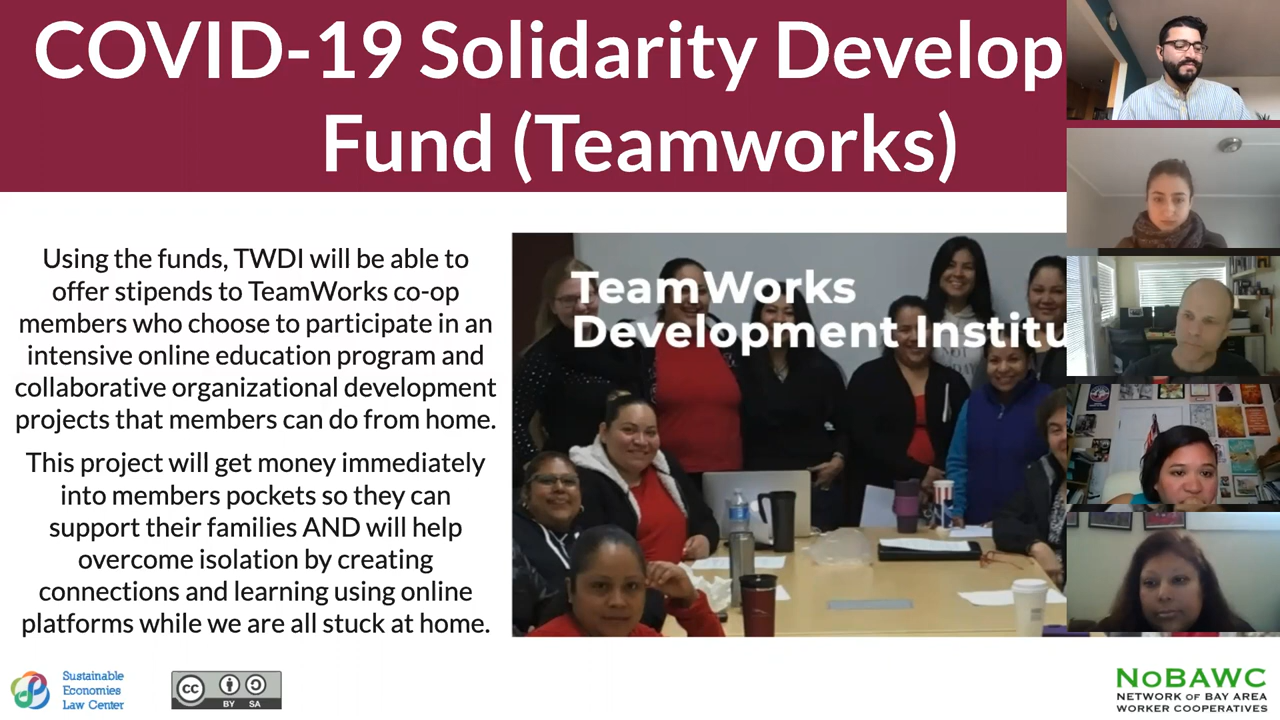 COVID-19 Solidarity Develop
Fund (Teamworks)
Using the funds, TWDI will be able to
offer stipends to TeamWorks co-op
members who choose to participate in an
intensive online education program and
collaborative organizational development
projects that members can do from home.
This project will get money immediately
into members pockets so they can
support their families AND will help
overcome isolation by creating
connections and learning using online
platforms while we are all stuck at home.
TeamWorks
Development Institu
Sustainable
Economies
Law Center
CC
BY SA
NoBAWC
NETWORK OF BAY AREA
WORKER COOPERATIVES